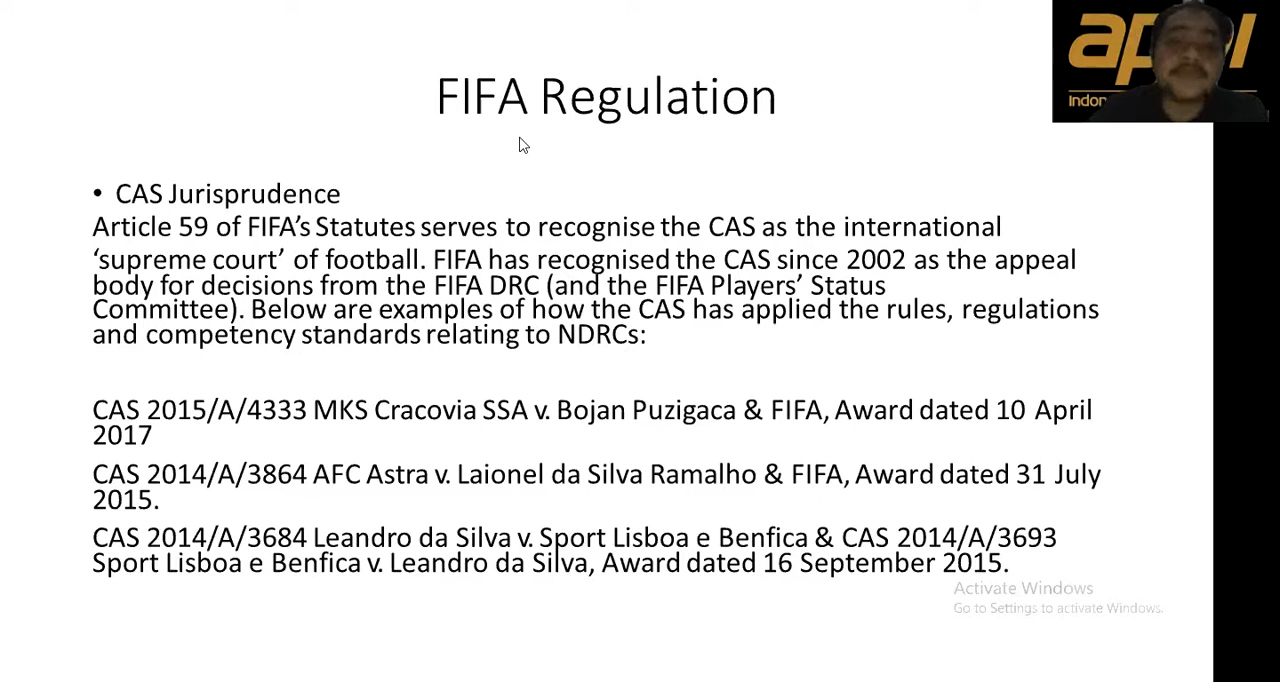 FIFA Regulation
• CAS Jurisprudence
Article 59 of FIFA's Statutes serves to recognise the CAS as the international
'supreme court' of football. FIFA has recognised the CAS since 2002 as the appeal
body for decisions from the FIFA DRC (and the FIFA Players' Status
Committee). Below are examples of how the CAS has applied the rules, regulations
and competency standards relating to NDRCs:
CAS 2015/A/4333 MKS Cracovia SSA v. Bojan Puzigaca & FIFA, Award dated 10 April
2017
CAS 2014/A/3864 AFC Astra v. Laionel da Silva Ramalho & FIFA, Award dated 31 July
2015.
CAS 2014/A/3684 Leandro da Silva v. Sport Lisboa e Benfica & CAS 2014/A/3693
Sport Lisboa e Benfica v. Leandro da Silva, Award dated 16 September 2015.
Activate Windows
Go to Settings to activate Windows.